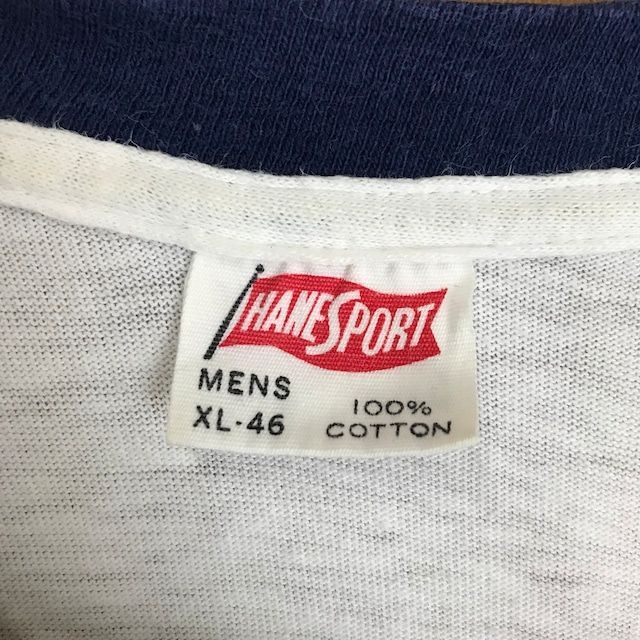 HANESPORT
MENS
XL-46
100%
COTTON